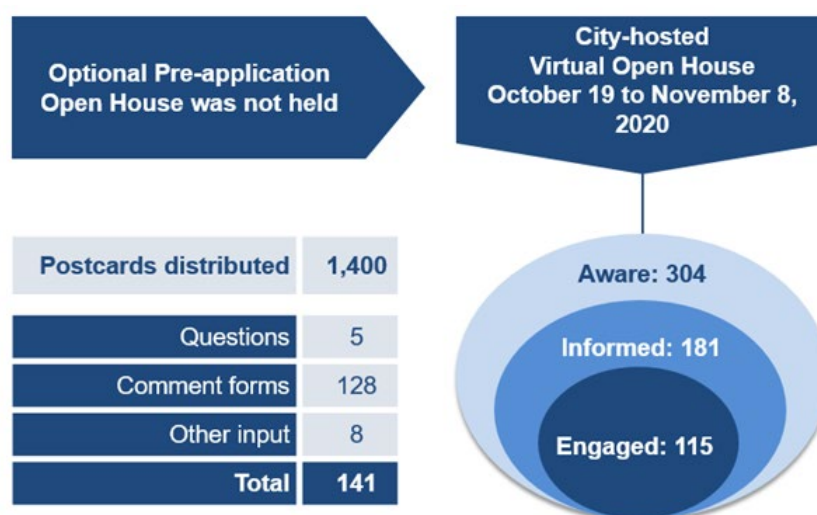 Optional Pre-application
Open House was not held
City-hosted
Virtual Open House
October 19 to November 8,
2020
Postcards distributed 1,400
Questions 5
Comment forms 128
Other input 8
Total 141
Aware: 304
Informed: 181
Engaged: 115